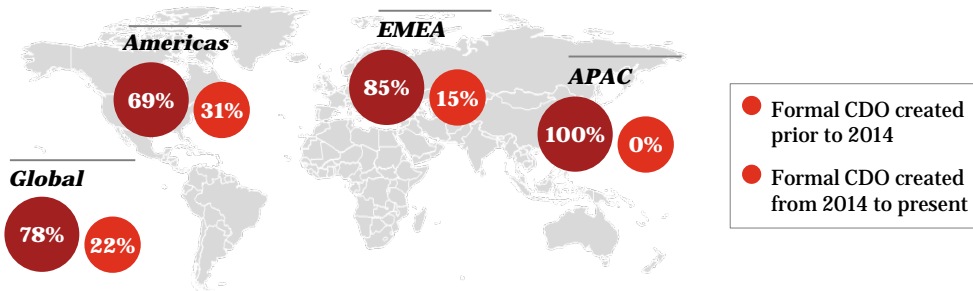 Americas
69%
31%
EMEA
85%
15%
APAC
100%
0%
Global
78%
22%
Formal CDO created
prior to 2014
Formal CDO created
from 2014 to present